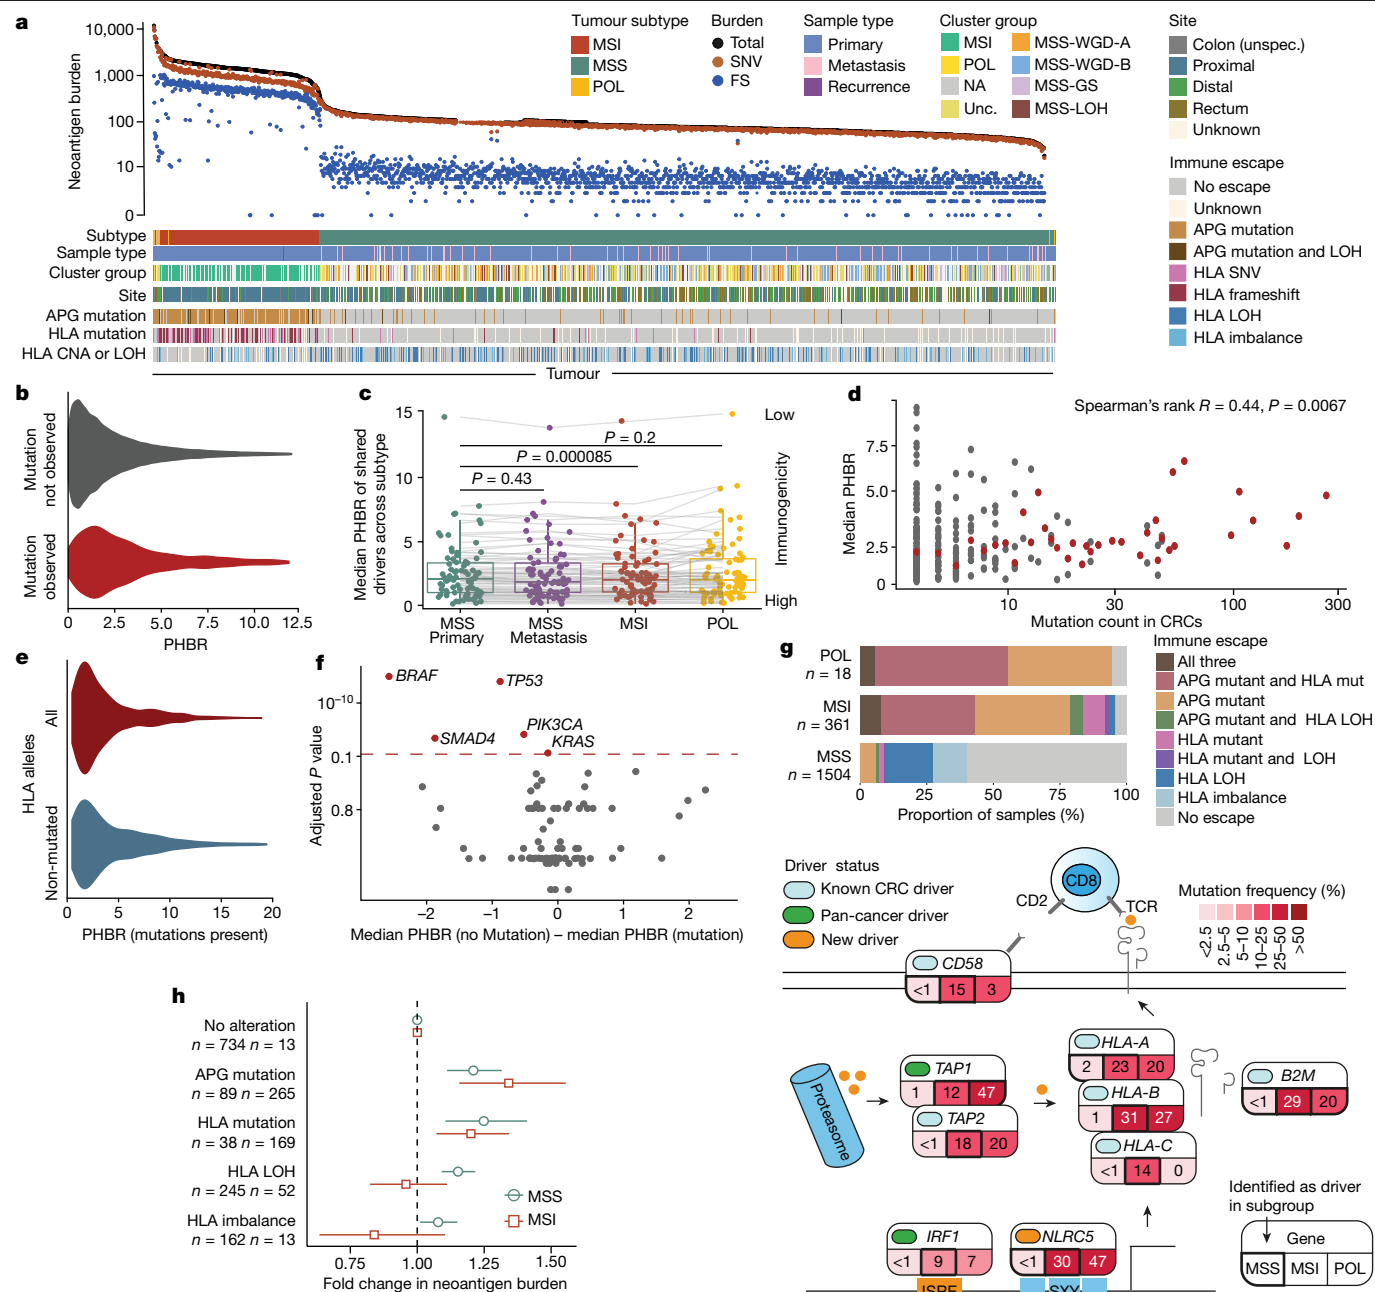 a
Neoantigen burden
10,000
1,000
100
10
0
Tumour subtype
MSI
MSS
POL
Burden
Total
SNV
FS
Sample type
Primary
Metastasis
Recurrence
Cluster group
MSI
POL
NA
Unc.
MSS-WGD-A
MSS-WGD-B
MSS-GS
MSS-LOH
Site
Colon (unspec.)
Proximal
Distal
Rectum
Unknown
Immune escape
No escape
Unknown
APG mutation
APG mutation and LOH
HLA SNV
HLA frameshift
HLA LOH
HLA imbalance
Subtype
Sample type
Cluster group
Site
APG mutation
HLA mutation
HLA CNA or LOH
Tumour
b
Mutation
not observed
Mutation
observed
0 2.5 5.0 7.5 10.0 12.5
PHBR
c
Median PHBR of shared
drivers across subtype
15
10
5
0
P = 0.2
P = 0.000085
P = 0.43
Low
Immunogenicity
High
MSS
Primary
MSS
Metastasis
MSI
POL
d
Spearman's rank R = 0.44, P = 0.0067
Median PHBR
7.5
5.0
2.5
0
10 30 100 300
Mutation count in CRCs
e
HLA alleles
All
Non-mutated
0 5 10 15 20
PHBR (mutations present)
f
Adjusted P value
10⁻¹⁰
0.1
0.8
BRAF
TP53
PIK3CA
SMAD4
KRAS
−2 −1 0 1 2
Median PHBR (no Mutation) – median PHBR (mutation)
g
POL
n = 18
MSI
n = 361
MSS
n = 1504
0 25 50 75 100
Proportion of samples (%)
Immune escape
All three
APG mutant and HLA mut
APG mutant
APG mutant and HLA LOH
HLA mutant
HLA mutant and LOH
HLA LOH
HLA imbalance
No escape
Driver status
Known CRC driver
Pan-cancer driver
New driver
CD8
CD2
TCR
Mutation frequency (%)
<2.5
2.5–5
5–10
10–25
25–50
>50
CD58
<1 15 3
Proteasome
TAP1
1 12 47
TAP2
<1 18 20
HLA-A
2 23 20
HLA-B
1 31 27
HLA-C
<1 14 0
B2M
<1 29 20
IRF1
<1 9 7
NLRC5
<1 30 47
ISRE
SXY
Identified as driver
in subgroup
Gene
MSS MSI POL
h
No alteration
n = 734 n = 13
APG mutation
n = 89 n = 265
HLA mutation
n = 38 n = 169
HLA LOH
n = 245 n = 52
HLA imbalance
n = 162 n = 13
MSS
MSI
0.75 1.00 1.25 1.50
Fold change in neoantigen burden